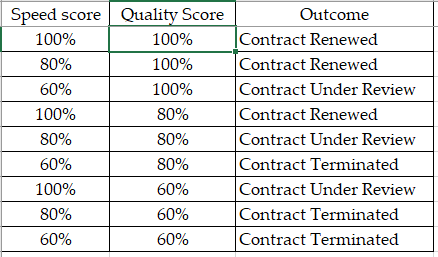 Speed score Quality Score Outcome
100% 100% Contract Renewed
80% 100% Contract Renewed
60% 100% Contract Under Review
100% 80% Contract Renewed
80% 80% Contract Under Review
60% 80% Contract Terminated
100% 60% Contract Under Review
80% 60% Contract Terminated
60% 60% Contract Terminated